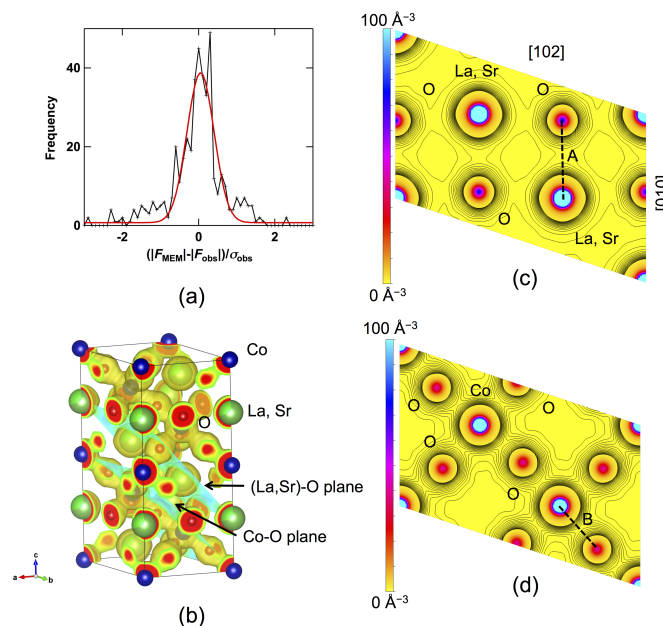 40
20
0
Frequency
-2
0
2
(|F_MEM|-|F_obs|)/σ_obs
(a)
100 Å⁻³
[102]
La, Sr
O
O
A
[010]
O
La, Sr
0 Å⁻³
(c)
Co
La, Sr
O
(La,Sr)-O plane
Co-O plane
c
a
b
(b)
100 Å⁻³
Co
O
O
O
O
B
0 Å⁻³
(d)